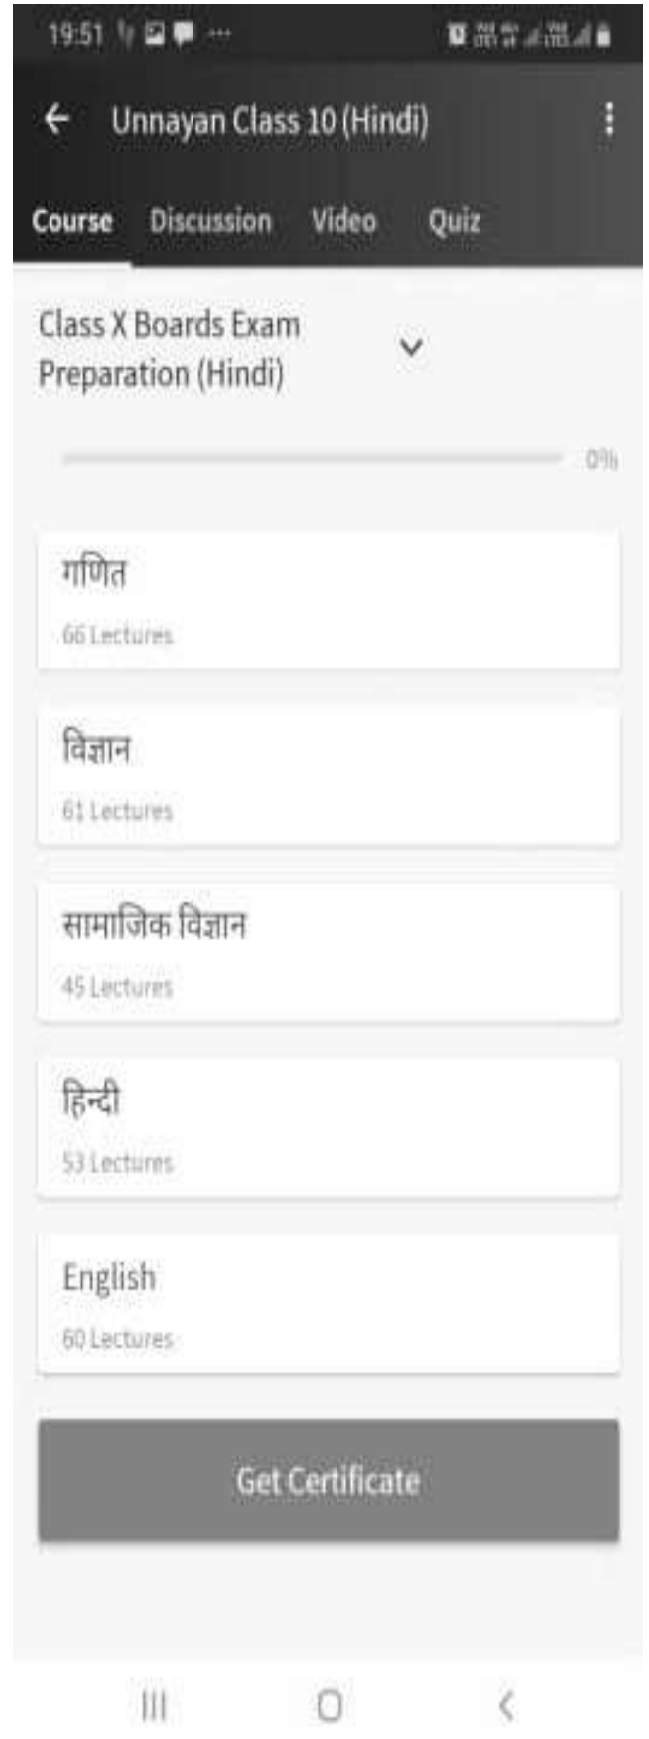 19:51
Unnayan Class 10 (Hindi)
Course Discussion Video Quiz
Class X Boards Exam
Preparation (Hindi)
0%
गणित
66 Lectures
विज्ञान
61 Lectures
सामाजिक विज्ञान
45 Lectures
हिन्दी
53 Lectures
English
60 Lectures
Get Certificate